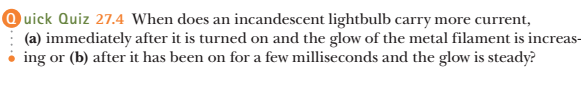 Quick Quiz 27.4 When does an incandescent lightbulb carry more current,
(a) immediately after it is turned on and the glow of the metal filament is increas-
ing or (b) after it has been on for a few milliseconds and the glow is steady?